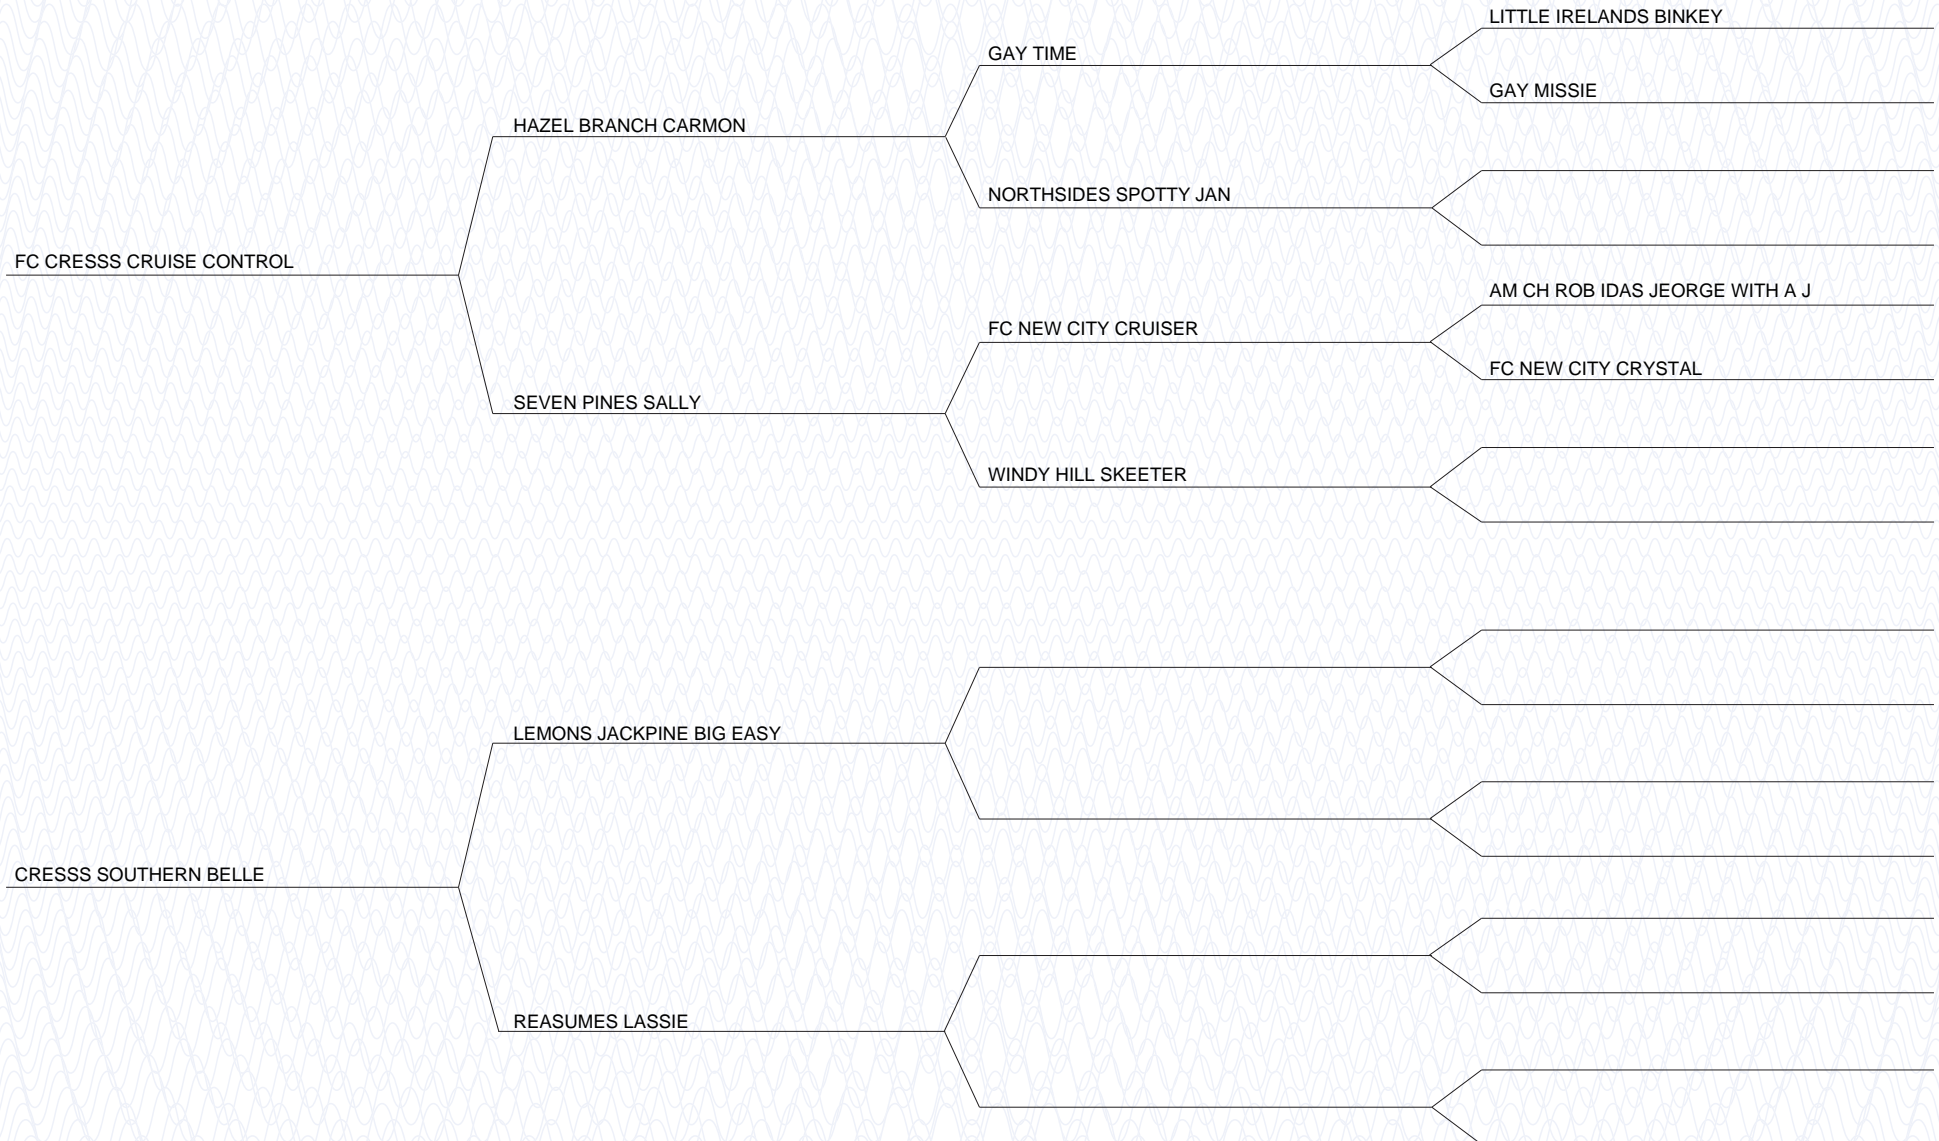 LITTLE IRELANDS BINKEY
GAY TIME
GAY MISSIE
HAZEL BRANCH CARMON
NORTHSIDES SPOTTY JAN
FC CRESSS CRUISE CONTROL
AM CH ROB IDAS JEORGE WITH A J
FC NEW CITY CRUISER
FC NEW CITY CRYSTAL
SEVEN PINES SALLY
WINDY HILL SKEETER
LEMONS JACKPINE BIG EASY
CRESSS SOUTHERN BELLE
REASUMES LASSIE